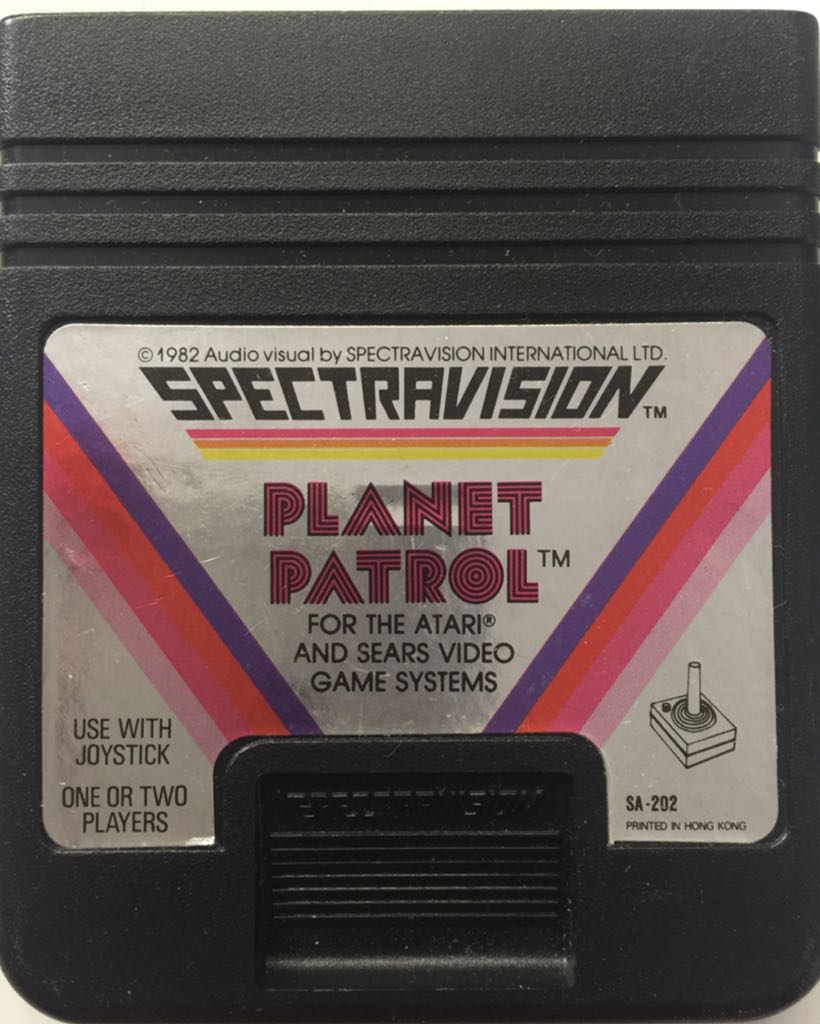 © 1982 Audio visual by SPECTRAVISION INTERNATIONAL LTD.
SPECTRAVISION™
PLANET
PATROL™
FOR THE ATARI®
AND SEARS VIDEO
GAME SYSTEMS
USE WITH
JOYSTICK
ONE OR TWO
PLAYERS
SA-202
PRINTED IN HONG KONG
SPECTRAVISION